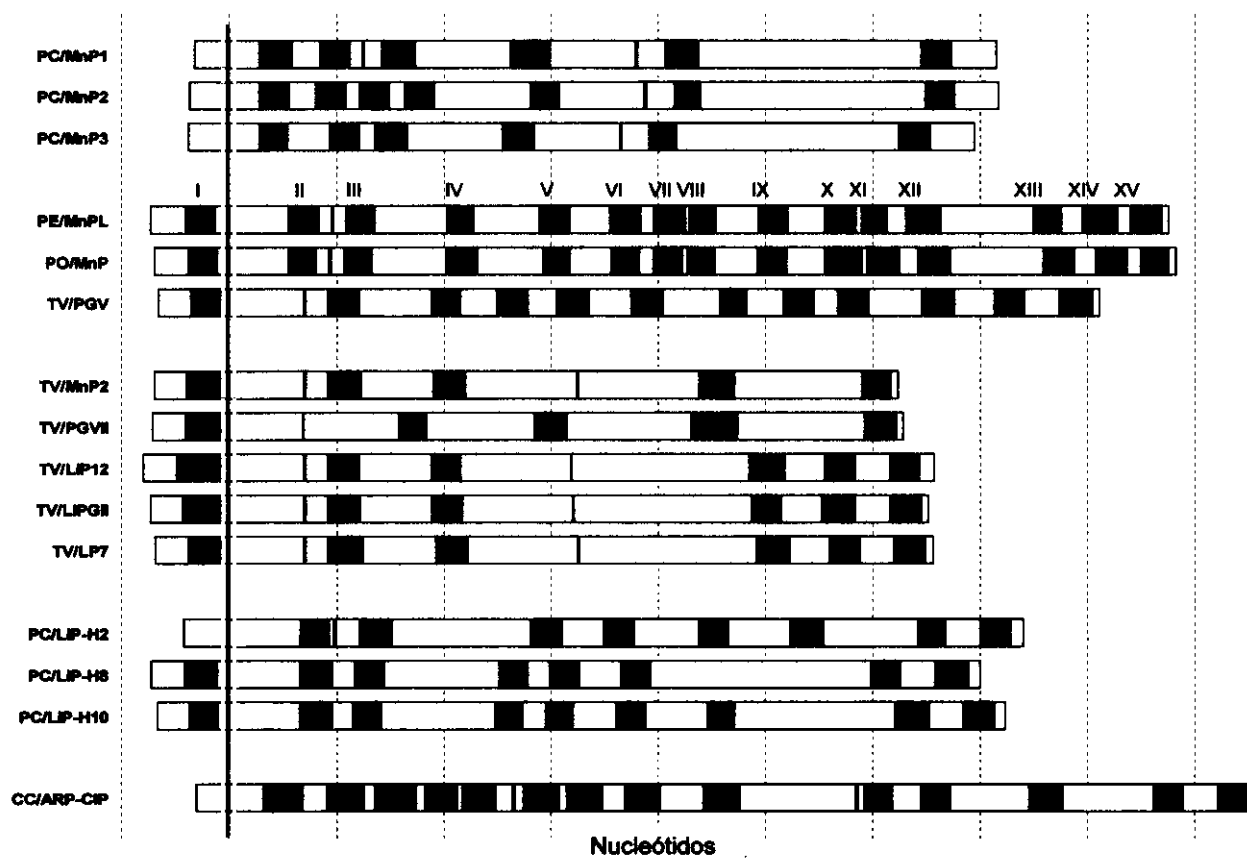 PC/MnP1
PC/MnP2
PC/MnP3
I II III IV V VI VII VIII IX X XI XII XIII XIV XV
PE/MnPL
PO/MnP
TV/PGV
TV/MnP2
TV/PGVII
TV/LIP12
TV/LIPGII
TV/LP7
PC/LIP-H2
PC/LIP-H8
PC/LIP-H10
CC/ARP-CIP
Nucleótidos